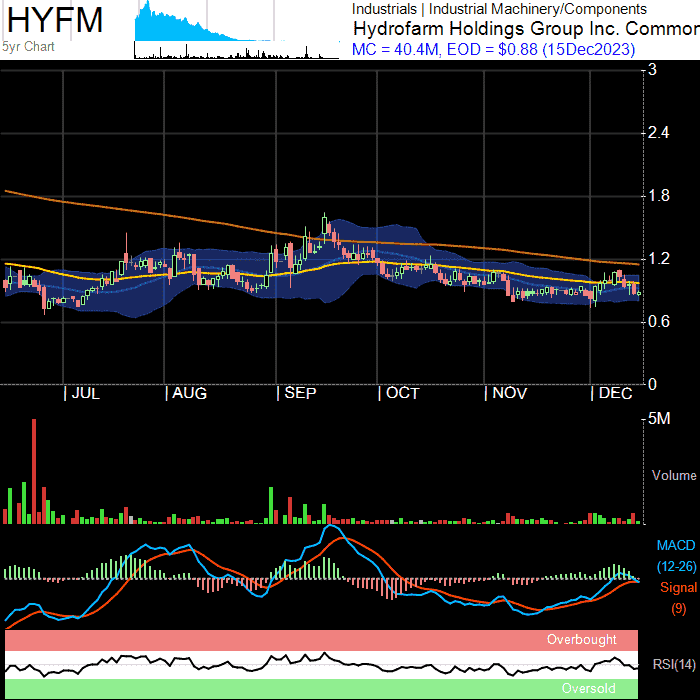 HYFM
5yr Chart
Industrials | Industrial Machinery/Components
Hydrofarm Holdings Group Inc. Common
MC = 40.4M, EOD = $0.88 (15Dec2023)
3
2.4
1.8
1.2
0.6
0
| JUL | AUG | SEP | OCT | NOV | DEC
5M
Volume
MACD
(12-26)
Signal
(9)
Overbought
RSI(14)
Oversold